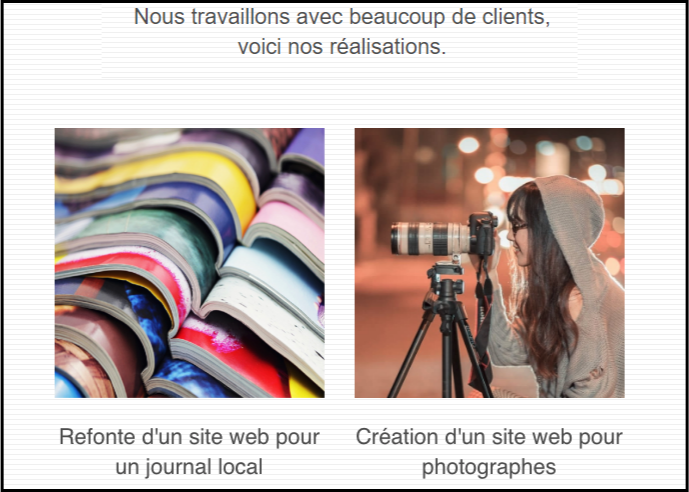 Nous travaillons avec beaucoup de clients,
voici nos réalisations.
Refonte d'un site web pour
un journal local
Création d'un site web pour
photographes